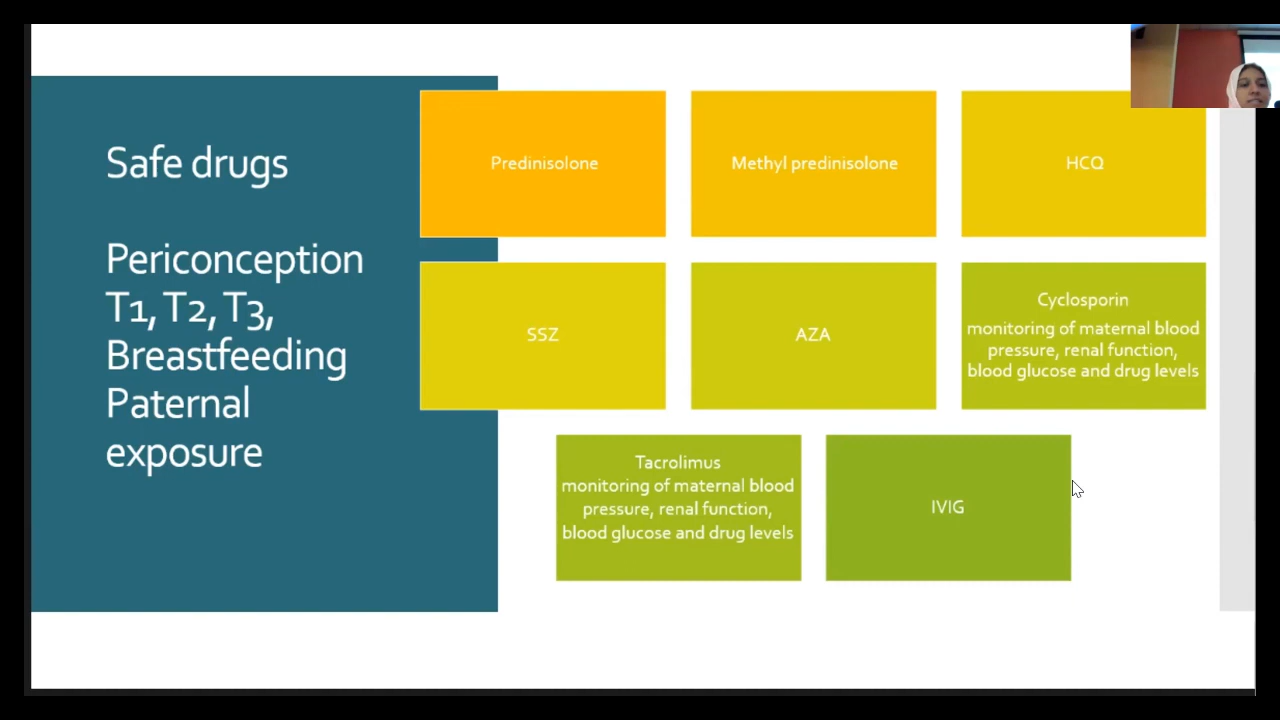 Safe drugs
Periconception
T1, T2, T3,
Breastfeeding
Paternal
exposure
Predinisolone
Methyl predinisolone
HCQ
SSZ
AZA
Cyclosporin
monitoring of maternal blood
pressure, renal function,
blood glucose and drug levels
Tacrolimus
monitoring of maternal blood
pressure, renal function,
blood glucose and drug levels
IVIG